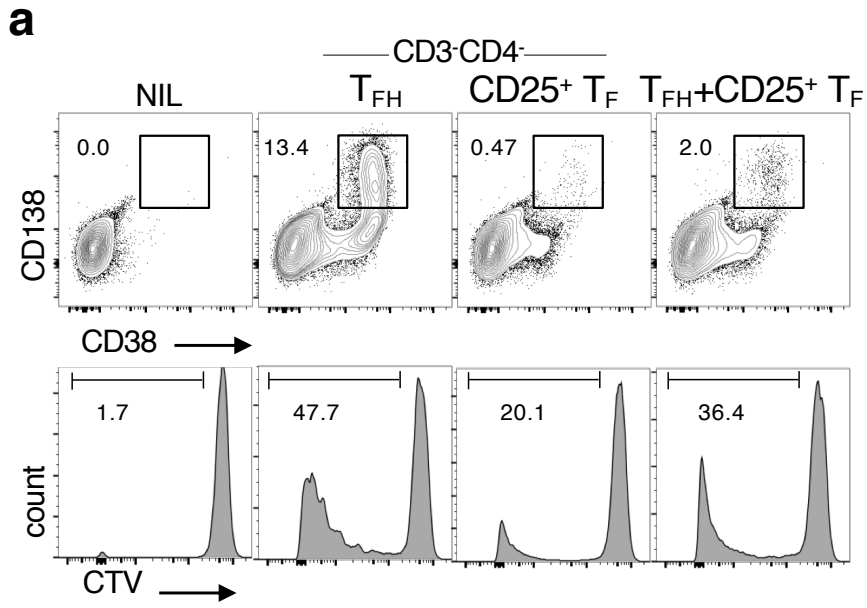 a
CD3-CD4-
NIL TFH CD25+ TF TFH+CD25+ TF
0.0 13.4 0.47 2.0
CD138
CD38
1.7 47.7 20.1 36.4
count
CTV